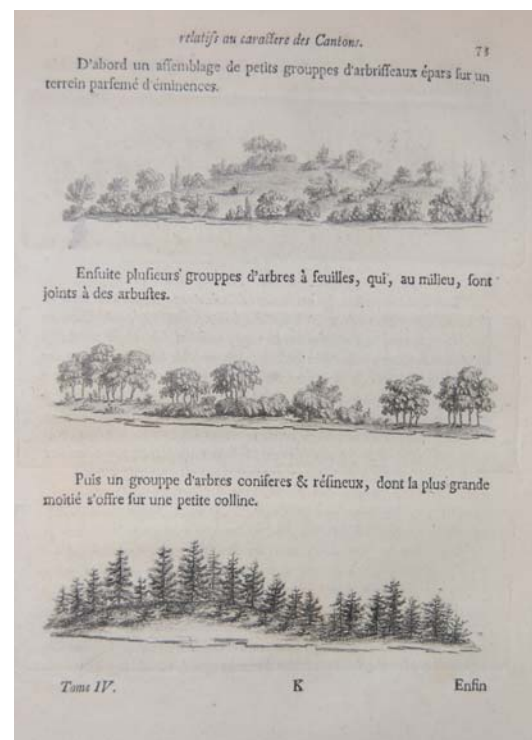 relatifs au caractere des Cantons.
73
D'abord un aſſemblage de petits grouppes d'arbriſſeaux épars ſur un
terrein parſemé d'éminences.
Enſuite pluſieurs grouppes d'arbres à feuilles, qui, au milieu, ſont
joints à des arbuſtes.
Puis un grouppe d'arbres coniferes & réſineux, dont la plus grande
moitié s'offre ſur une petite colline.
Tome IV.
K
Enfin